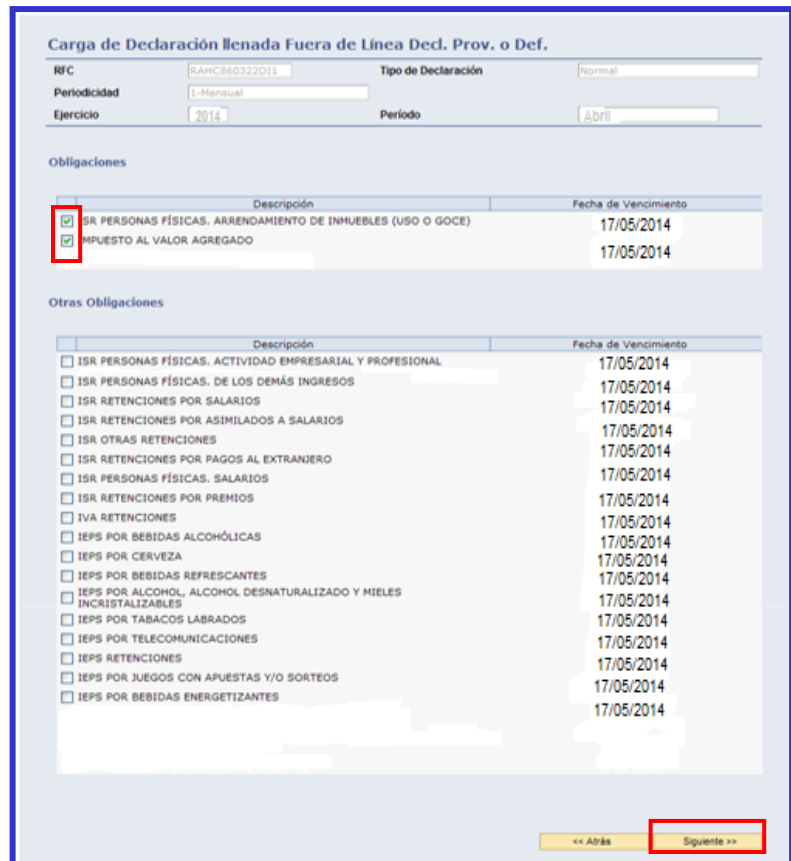 Carga de Declaración llenada Fuera de Línea Decl. Prov. o Def.
RFC RAHC860322DI1 Tipo de Declaración Normal
Periodicidad 1-Mensual
Ejercicio 2014 Período Abril
Obligaciones
Descripción Fecha de Vencimiento
ISR PERSONAS FÍSICAS. ARRENDAMIENTO DE INMUEBLES (USO O GOCE) 17/05/2014
IMPUESTO AL VALOR AGREGADO 17/05/2014
Otras Obligaciones
Descripción Fecha de Vencimiento
ISR PERSONAS FÍSICAS. ACTIVIDAD EMPRESARIAL Y PROFESIONAL 17/05/2014
ISR PERSONAS FÍSICAS. DE LOS DEMÁS INGRESOS 17/05/2014
ISR RETENCIONES POR SALARIOS 17/05/2014
ISR RETENCIONES POR ASIMILADOS A SALARIOS 17/05/2014
ISR OTRAS RETENCIONES 17/05/2014
ISR RETENCIONES POR PAGOS AL EXTRANJERO 17/05/2014
ISR PERSONAS FÍSICAS. SALARIOS 17/05/2014
ISR RETENCIONES POR PREMIOS 17/05/2014
IVA RETENCIONES 17/05/2014
IEPS POR BEBIDAS ALCOHÓLICAS 17/05/2014
IEPS POR CERVEZA 17/05/2014
IEPS POR BEBIDAS REFRESCANTES 17/05/2014
IEPS POR ALCOHOL, ALCOHOL DESNATURALIZADO Y MIELES
INCRISTALIZABLES 17/05/2014
IEPS POR TABACOS LABRADOS 17/05/2014
IEPS POR TELECOMUNICACIONES 17/05/2014
IEPS RETENCIONES 17/05/2014
IEPS POR JUEGOS CON APUESTAS Y/O SORTEOS 17/05/2014
IEPS POR BEBIDAS ENERGETIZANTES 17/05/2014
<< Atrás Siguiente >>